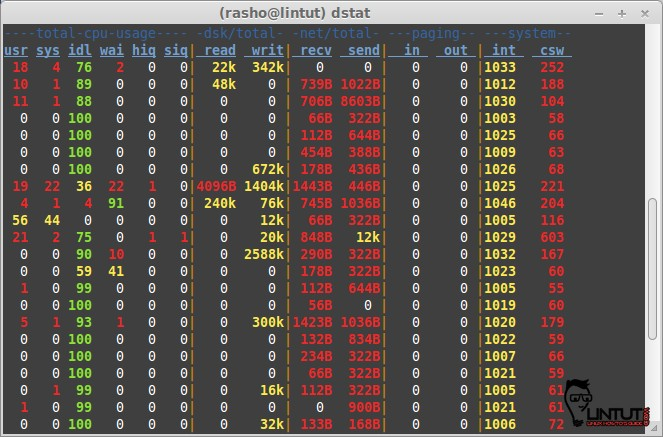 (rasho@lintut) dstat
----total-cpu-usage---- -dsk/total- -net/total- ---paging-- ---system--
usr sys idl wai hiq siq| read writ| recv send| in out | int csw
18 4 76 2 0 0| 22k 342k| 0 0 | 0 0 |1033 252
10 1 89 0 0 0| 48k 0 | 739B 1022B| 0 0 |1012 188
11 1 88 0 0 0| 0 0 | 706B 8603B| 0 0 |1030 104
0 0 100 0 0 0| 0 0 | 66B 322B| 0 0 |1003 58
0 0 100 0 0 0| 0 0 | 112B 644B| 0 0 |1025 66
0 0 100 0 0 0| 0 0 | 454B 388B| 0 0 |1009 63
0 0 100 0 0 0| 0 672k| 178B 436B| 0 0 |1026 68
19 22 36 22 1 0|4096B 1404k|1443B 446B| 0 0 |1025 221
4 1 4 91 0 0| 240k 76k| 745B 1036B| 0 0 |1046 204
56 44 0 0 0 0| 0 12k| 66B 322B| 0 0 |1005 116
21 2 75 0 1 1| 0 20k| 848B 12k| 0 0 |1029 603
0 0 90 10 0 0| 0 2588k| 290B 322B| 0 0 |1032 167
0 0 59 41 0 0| 0 0 | 178B 322B| 0 0 |1023 60
1 0 99 0 0 0| 0 0 | 112B 644B| 0 0 |1005 55
0 0 100 0 0 0| 0 0 | 56B 0 | 0 0 |1019 60
5 1 93 1 0 0| 0 300k|1423B 1036B| 0 0 |1020 179
0 0 100 0 0 0| 0 0 | 132B 834B| 0 0 |1022 59
0 0 100 0 0 0| 0 0 | 234B 322B| 0 0 |1007 66
0 0 100 0 0 0| 0 0 | 66B 322B| 0 0 |1021 59
0 1 99 0 0 0| 0 16k| 112B 322B| 0 0 |1005 61
1 0 99 0 0 0| 0 0 | 0 900B| 0 0 |1021 61
0 0 100 0 0 0| 0 32k| 133B 168B| 0 0 |1006 72
LINTUT